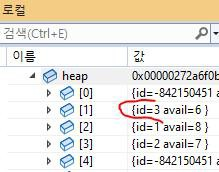 로컬
검색(Ctrl+E)
이름 값
heap 0x00000272a6f0b
[0] {id=-842150451 a
[1] {id=3 avail=6 }
[2] {id=1 avail=8 }
[3] {id=2 avail=7 }
[4] {id=-842150451 a